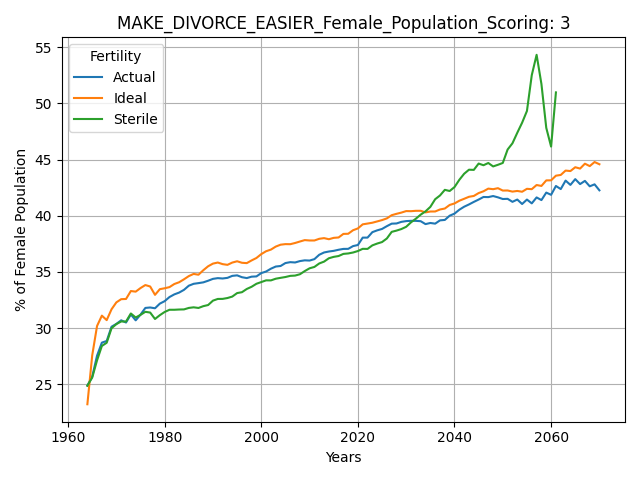 MAKE_DIVORCE_EASIER_Female_Population_Scoring: 3
Fertility
Actual
Ideal
Sterile
% of Female Population
55
50
45
40
35
30
25
1960 1980 2000 2020 2040 2060
Years